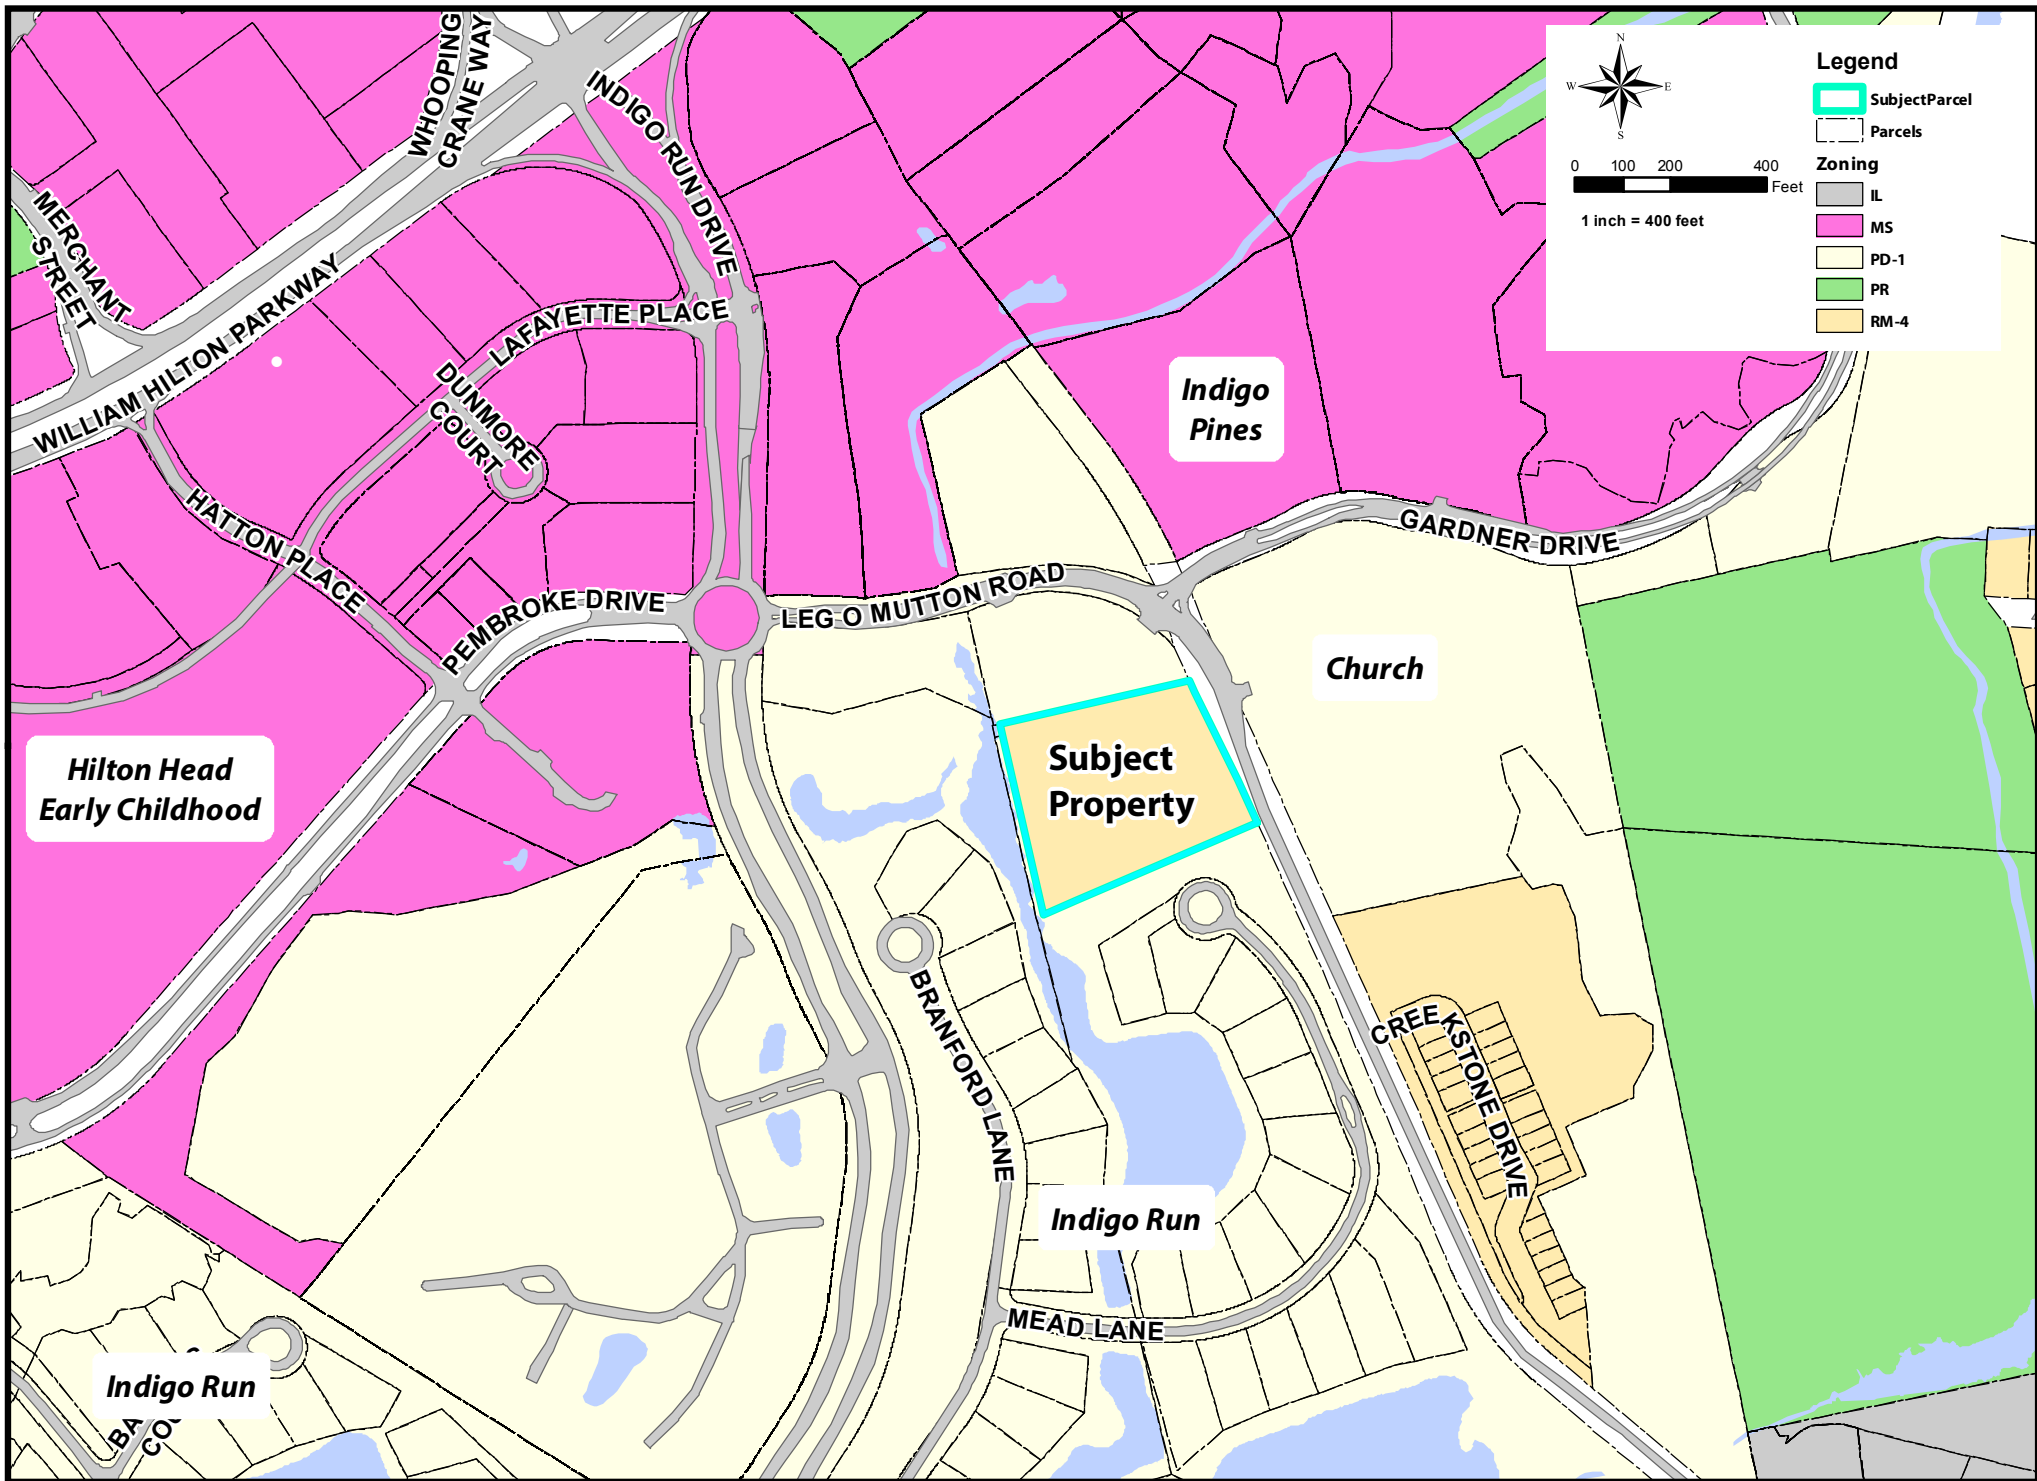 WHOOPING
CRANE WAY
INDIGO RUN DRIVE
MERCHANT
STREET
WILLIAM HILTON PARKWAY
LAFAYETTE PLACE
DUNMORE
COURT
HATTON PLACE
PEMBROKE DRIVE
LEG O MUTTON ROAD
GARDNER DRIVE
Indigo
Pines
Church
Hilton Head
Early Childhood
Subject
Property
BRANFORD LANE
CREEKSTONE DRIVE
Indigo Run
MEAD LANE
Indigo Run
N
W
E
S
0
100
200
400
Feet
1 inch = 400 feet
Legend
SubjectParcel
Parcels
Zoning
IL
MS
PD-1
PR
RM-4